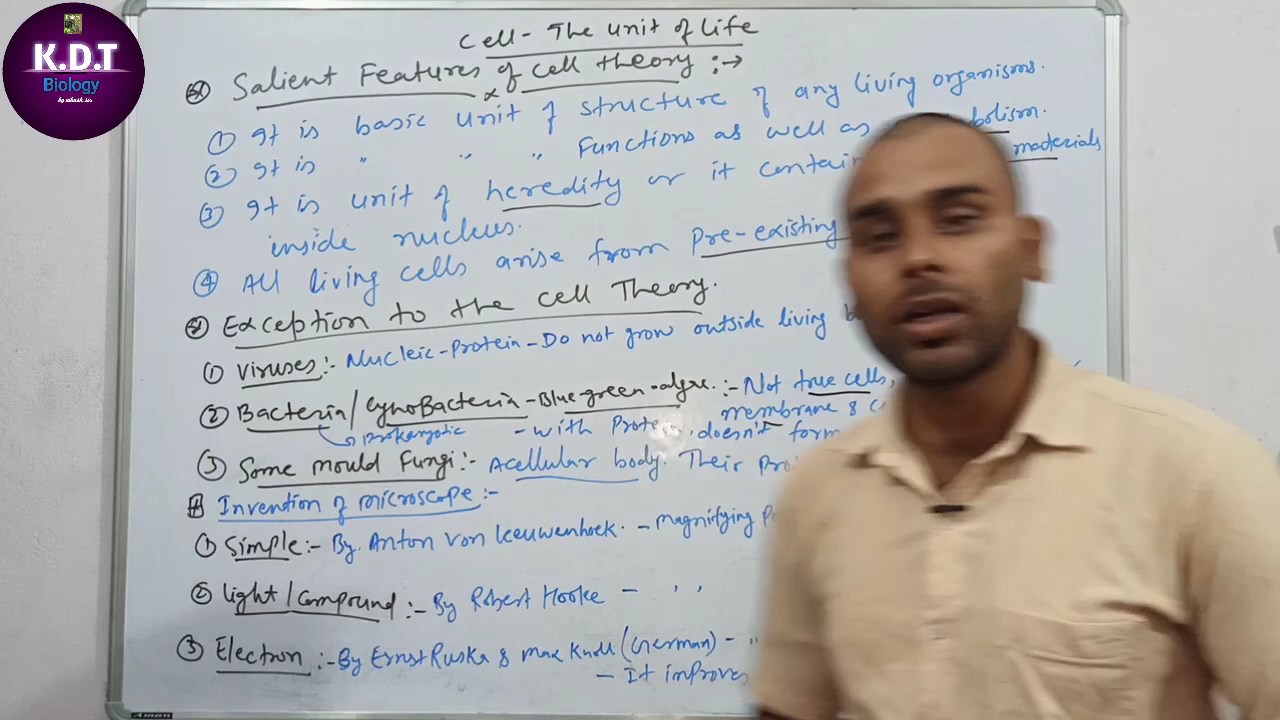 K.D.T
Biology
Cell - The Unit of Life
Salient Features of cell theory :→
① It is basic unit of structure of any living organisms.
② It is " " " Functions as well as bolism.
③ It is unit of heredity or it contain materials
inside nucleus.
④ All living cells arise from Pre-existing
Exception to the Cell Theory.
① Viruses :- Nucleic-Protein - Do not grow outside living
② Bacteria / CynoBacteria - Blue-green-algae. :- Not true cells,
Prokaryotic - with Protein, doesn't form membrane &
③ Some mould Fungi :- Acellular body. Their
Invention of microscope :-
① Simple :- By. Anton von Leeuwenhoek. - Magnifying
② Light / Compound :- By Robert Hooke - "
③ Electron :- By Ernst Ruska & Max Knoll (German) - "
- It improves
Aman